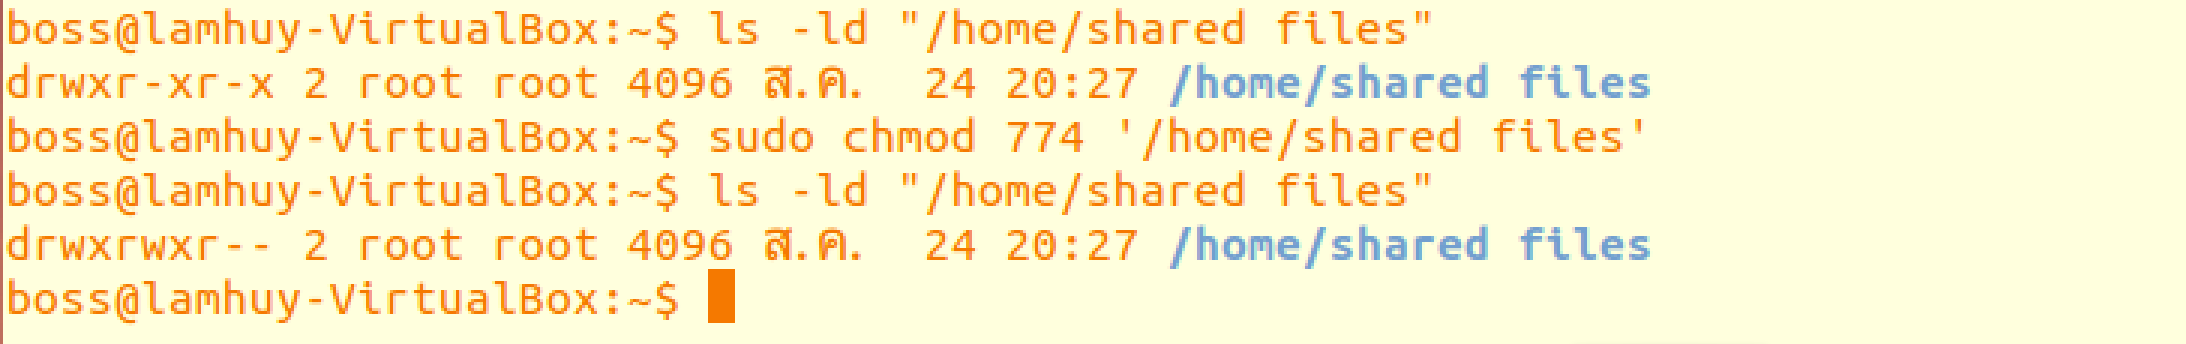 boss@lamhuy-VirtualBox:~$ ls -ld "/home/shared files"
drwxr-xr-x 2 root root 4096 ส.ค.  24 20:27 /home/shared files
boss@lamhuy-VirtualBox:~$ sudo chmod 774 '/home/shared files'
boss@lamhuy-VirtualBox:~$ ls -ld "/home/shared files"
drwxrwxr-- 2 root root 4096 ส.ค.  24 20:27 /home/shared files
boss@lamhuy-VirtualBox:~$